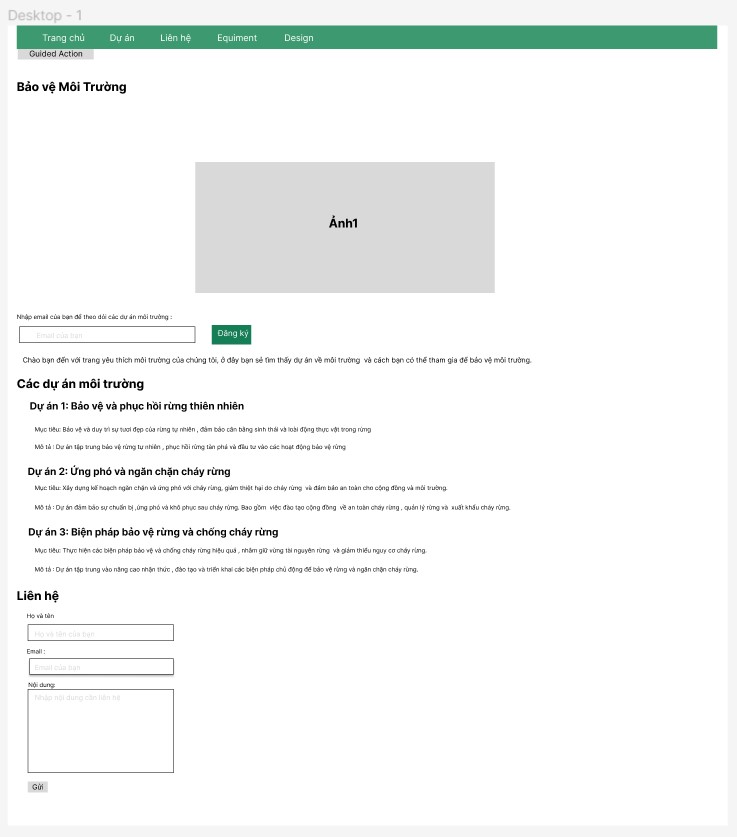 Desktop - 1
Trang chủ Dự án Liên hệ Equiment Design
Guided Action
Bảo vệ Môi Trường
Ảnh1
Nhập email của bạn để theo dõi các dự án môi trường :
Email của bạn Đăng ký
Chào bạn đến với trang yêu thích môi trường của chúng tôi, ở đây bạn sẽ tìm thấy dự án về môi trường và cách bạn có thể tham gia để bảo vệ môi trường.
Các dự án môi trường
Dự án 1: Bảo vệ và phục hồi rừng thiên nhiên
Mục tiêu: Bảo vệ và duy trì sự tươi đẹp của rừng tự nhiên , đảm bảo cân bằng sinh thái và loài động thực vật trong rừng
Mô tả : Dự án tập trung bảo vệ rừng tự nhiên , phục hồi rừng tàn phá và đầu tư vào các hoạt động bảo vệ rừng
Dự án 2: Ứng phó và ngăn chặn cháy rừng
Mục tiêu: Xây dựng kế hoạch ngăn chặn và ứng phó với cháy rừng, giảm thiệt hại do cháy rừng và đảm bảo an toàn cho cộng đồng và môi trường.
Mô tả : Dự án đảm bảo sự chuẩn bị ,ứng phó và khô phục sau cháy rừng. Bao gồm việc đào tạo cộng đồng về an toàn cháy rừng , quản lý rừng và xuất khẩu cháy rừng.
Dự án 3: Biện pháp bảo vệ rừng và chống cháy rừng
Mục tiêu: Thực hiện các biện pháp bảo vệ và chống cháy rừng hiệu quả , nhằm giữ vững tài nguyên rừng và giảm thiểu nguy cơ cháy rừng.
Mô tả : Dự án tập trung vào nâng cao nhận thức , đào tạo và triển khai các biện pháp chủ động để bảo vệ rừng và ngăn chặn cháy rừng.
Liên hệ
Họ và tên
Họ và tên của bạn
Email :
Email của bạn
Nội dung:
Nhập nội dung cần liên hệ
Gửi